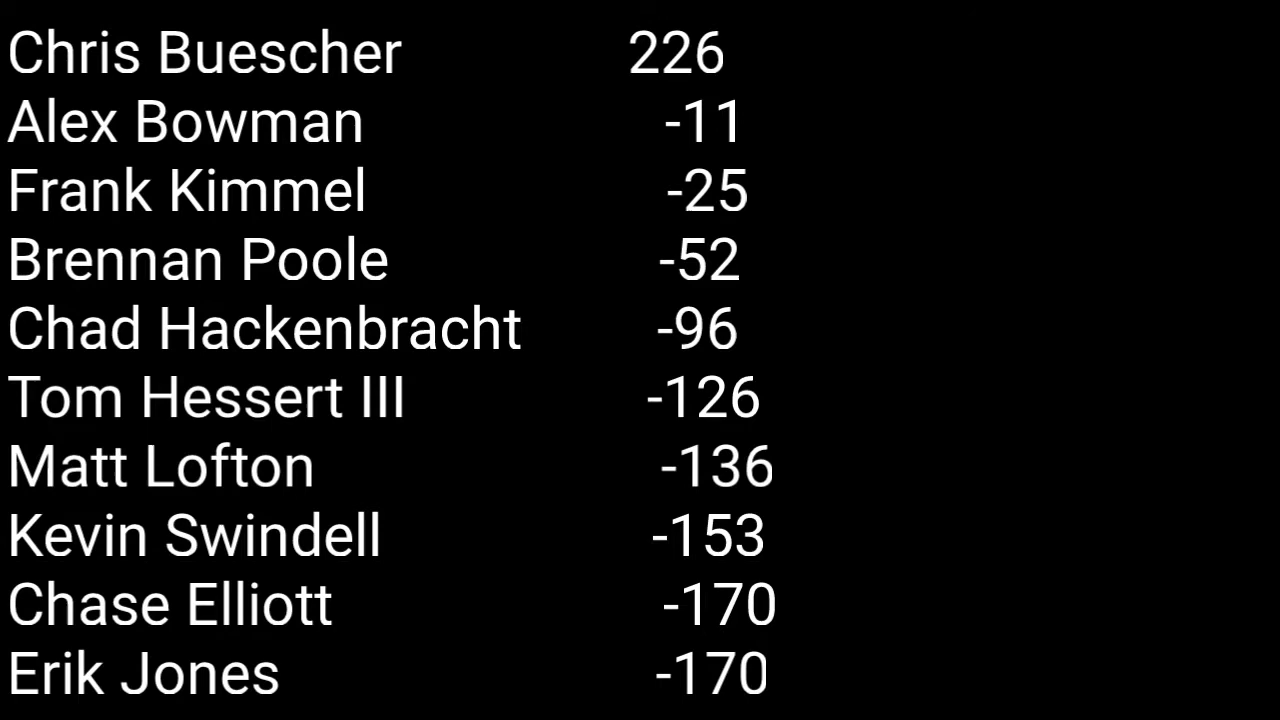 Chris Buescher 226
Alex Bowman -11
Frank Kimmel -25
Brennan Poole -52
Chad Hackenbracht -96
Tom Hessert III -126
Matt Lofton -136
Kevin Swindell -153
Chase Elliott -170
Erik Jones -170